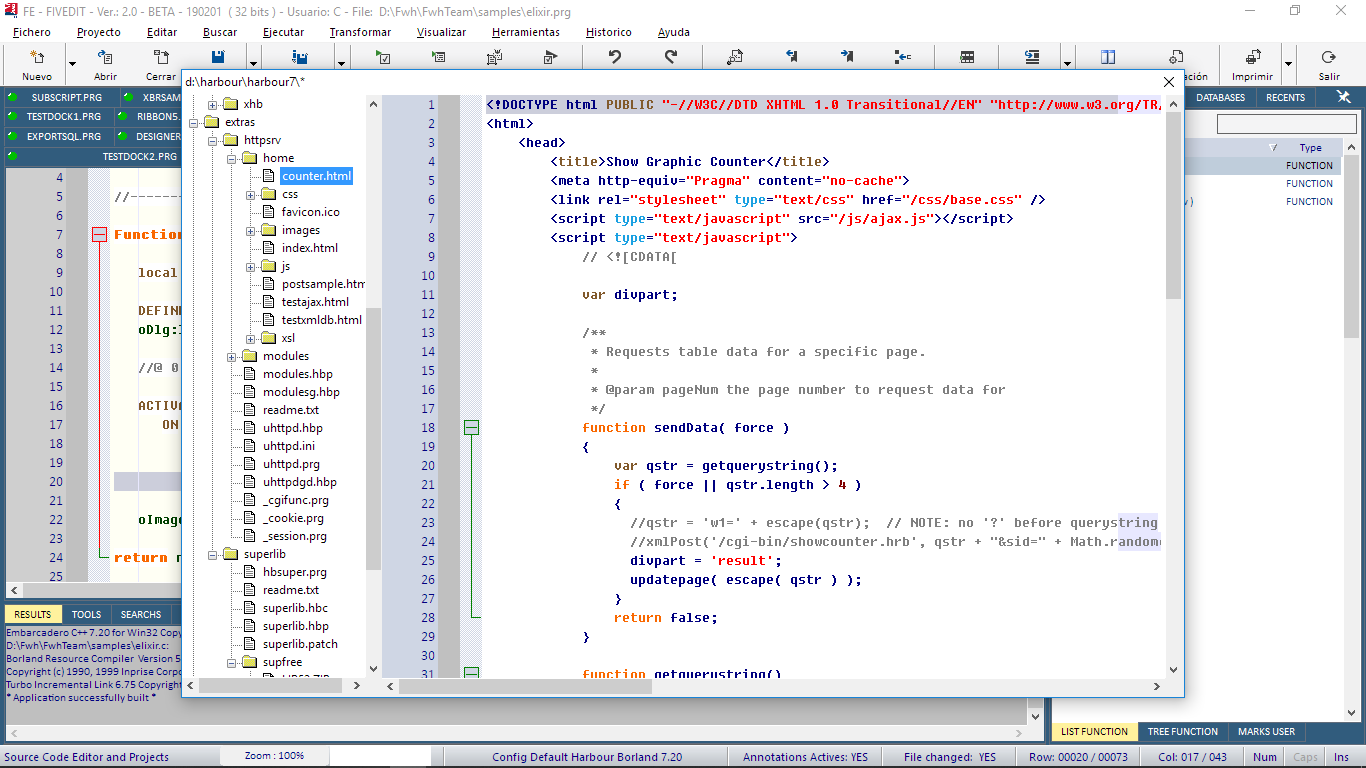 FE - FIVEDIT - Ver.: 2.0 - BETA - 190201 ( 32 bits ) - Usuario: C - File: D:\Fwh\FwhTeam\samples\elixir.prg
Fichero Proyecto Editar Buscar Ejecutar Transformar Visualizar Herramientas Historico Ayuda
Nuevo Abrir Cerrar ación Imprimir Salir
d:\harbour\harbour7\*
SUBSCRIPT.PRG XBRSAM DATABASES RECENTS
TESTDOCK1.PRG RIBBON5.
EXPORTSQL.PRG DESIGNER
TESTDOCK2.PRG
4
5 //-------
6
7 Function
8
9 local
10
11 DEFINE
12 oDlg:
13
14 //@ 0
15
16 ACTIVA
17 ON
18
19
20
21
22 oImage
23
24 return n
25
xhb
extras
httpsrv
home
counter.html
css
favicon.ico
images
index.html
js
postsample.htm
testajax.html
testxmldb.html
xsl
modules
modules.hbp
modulesg.hbp
readme.txt
uhttpd.hbp
uhttpd.ini
uhttpd.prg
uhttpdgd.hbp
_cgifunc.prg
_cookie.prg
_session.prg
superlib
hbsuper.prg
readme.txt
superlib.hbc
superlib.hbp
superlib.patch
supfree
1 <!DOCTYPE html PUBLIC "-//W3C//DTD XHTML 1.0 Transitional//EN" "http://www.w3.org/TR/
2 <html>
3 <head>
4 <title>Show Graphic Counter</title>
5 <meta http-equiv="Pragma" content="no-cache">
6 <link rel="stylesheet" type="text/css" href="/css/base.css" />
7 <script type="text/javascript" src="/js/ajax.js"></script>
8 <script type="text/javascript">
9 // <![CDATA[
10
11 var divpart;
12
13 /**
14 * Requests table data for a specific page.
15 *
16 * @param pageNum the page number to request data for
17 */
18 function sendData( force )
19 {
20 var qstr = getquerystring();
21 if ( force || qstr.length > 4 )
22 {
23 //qstr = 'w1=' + escape(qstr); // NOTE: no '?' before querystring
24 //xmlPost('/cgi-bin/showcounter.hrb', qstr + "&sid=" + Math.random
25 divpart = 'result';
26 updatepage( escape( qstr ) );
27 }
28 return false;
29 }
30
31 function getquerystring()
Type
FUNCTION
FUNCTION
) FUNCTION
RESULTS TOOLS SEARCHS
Embarcadero C++ 7.20 for Win32 Copy
D:\Fwh\FwhTeam\samples\elixir.c:
Borland Resource Compiler Version 5
Copyright (c) 1990, 1999 Inprise Corpo
Turbo Incremental Link 6.75 Copyright
* Application successfully built *
LIST FUNCTION TREE FUNCTION MARKS USER
Source Code Editor and Projects Zoom : 100% Config Default Harbour Borland 7.20 Annotations Actives: YES File changed: YES Row: 00020 / 00073 Col: 017 / 043 Num Caps Ins